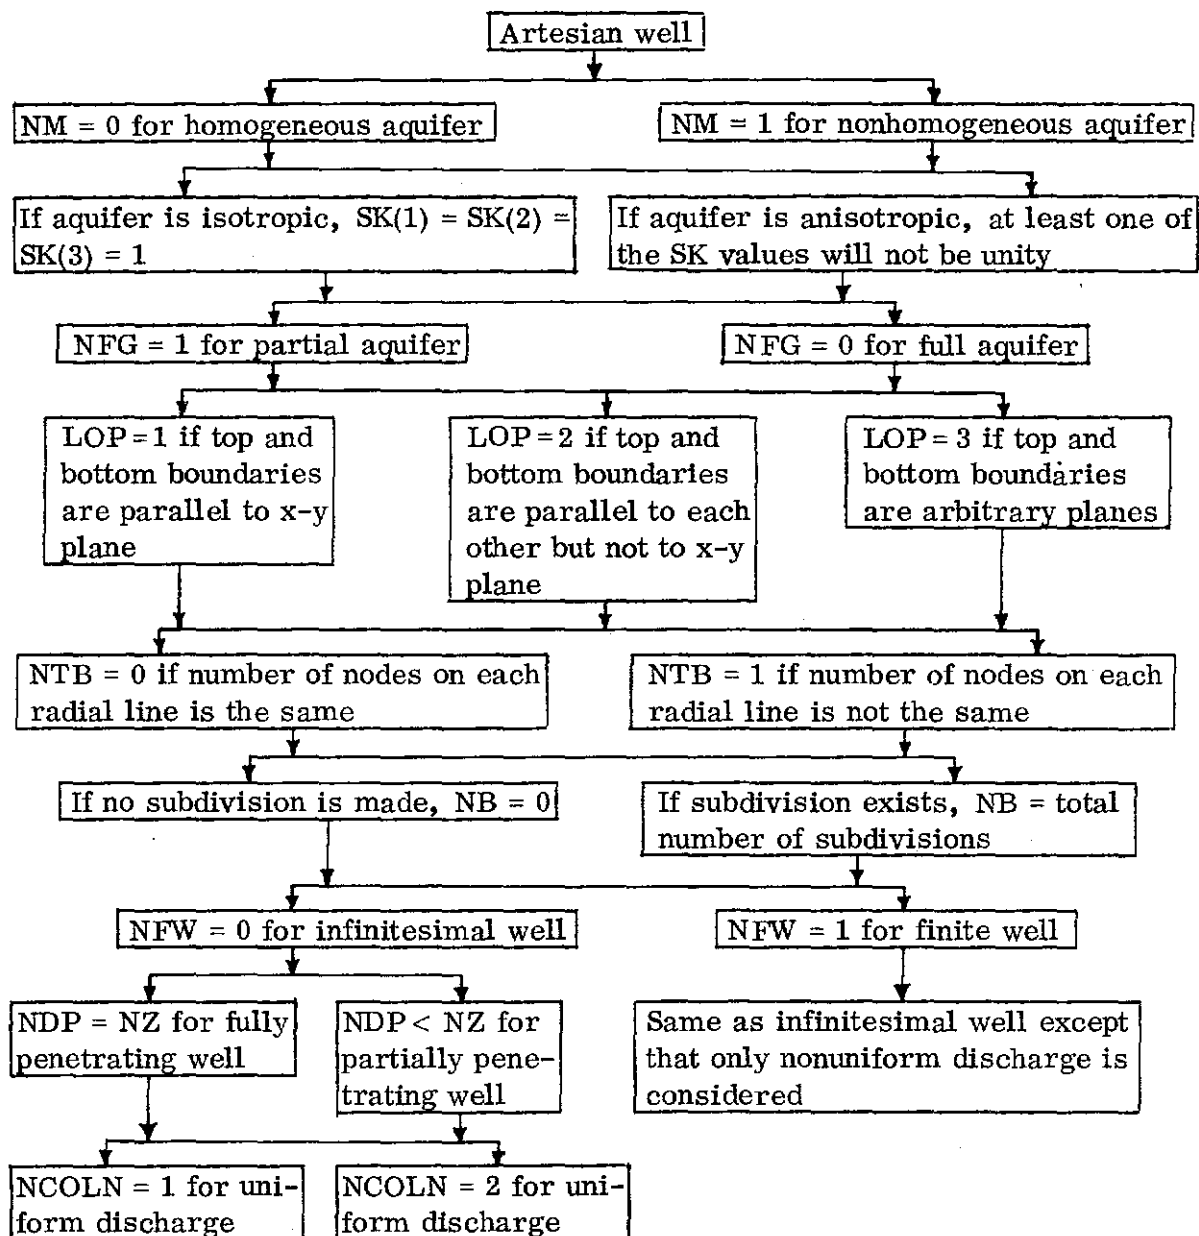 Artesian well
NM = 0 for homogeneous aquifer
NM = 1 for nonhomogeneous aquifer
If aquifer is isotropic, SK(1) = SK(2) =
SK(3) = 1
If aquifer is anisotropic, at least one of
the SK values will not be unity
NFG = 1 for partial aquifer
NFG = 0 for full aquifer
LOP = 1 if top and
bottom boundaries
are parallel to x-y
plane
LOP = 2 if top and
bottom boundaries
are parallel to each
other but not to x-y
plane
LOP = 3 if top and
bottom boundaries
are arbitrary planes
NTB = 0 if number of nodes on each
radial line is the same
NTB = 1 if number of nodes on each
radial line is not the same
If no subdivision is made, NB = 0
If subdivision exists, NB = total
number of subdivisions
NFW = 0 for infinitesimal well
NFW = 1 for finite well
NDP = NZ for fully
penetrating well
NDP < NZ for
partially pene-
trating well
Same as infinitesimal well except
that only nonuniform discharge is
considered
NCOLN = 1 for uni-
form discharge
NCOLN = 2 for uni-
form discharge